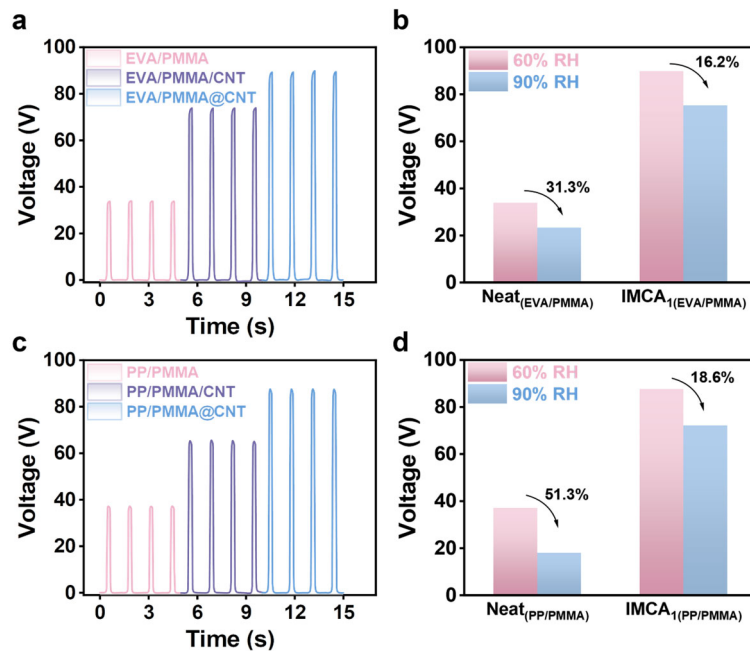 a
100
80
60
40
20
0
Voltage (V)
EVA/PMMA
EVA/PMMA/CNT
EVA/PMMA@CNT
0 3 6 9 12 15
Time (s)
b
100
80
60
40
20
0
Voltage (V)
60% RH
90% RH
31.3%
16.2%
Neat(EVA/PMMA) IMCA1(EVA/PMMA)
c
100
80
60
40
20
0
Voltage (V)
PP/PMMA
PP/PMMA/CNT
PP/PMMA@CNT
0 3 6 9 12 15
Time (s)
d
100
80
60
40
20
0
Voltage (V)
60% RH
90% RH
51.3%
18.6%
Neat(PP/PMMA) IMCA1(PP/PMMA)